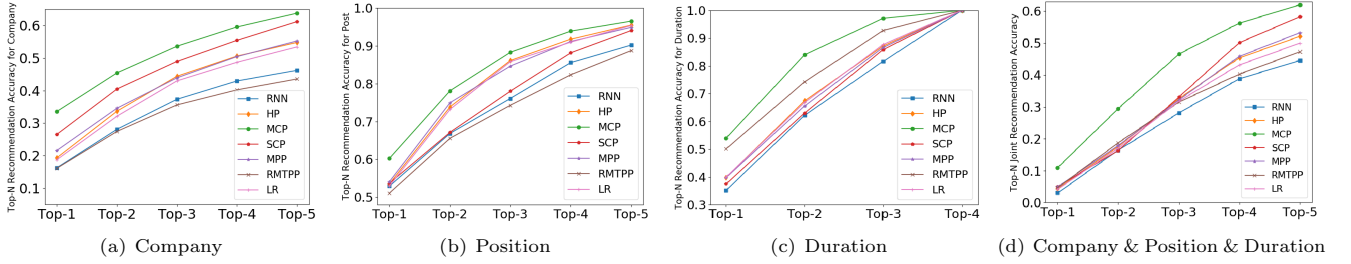 Top-N Recommendation Accuracy for Company
0.6
0.5
0.4
0.3
0.2
0.1
Top-1 Top-2 Top-3 Top-4 Top-5
RNN
HP
MCP
SCP
MPP
RMTPP
LR
(a) Company
Top-N Recommendation Accuracy for Post
1.0
0.9
0.8
0.7
0.6
0.5
Top-1 Top-2 Top-3 Top-4 Top-5
RNN
HP
MCP
SCP
MPP
RMTPP
LR
(b) Position
Top-N Recommendation Accuracy for Duration
1.0
0.9
0.8
0.7
0.6
0.5
0.4
0.3
Top-1 Top-2 Top-3 Top-4
RNN
HP
MCP
SCP
MPP
RMTPP
LR
(c) Duration
Top-N Joint Recommendation Accuracy
0.6
0.5
0.4
0.3
0.2
0.1
0.0
Top-1 Top-2 Top-3 Top-4 Top-5
RNN
HP
MCP
SCP
MPP
RMTPP
LR
(d) Company & Position & Duration